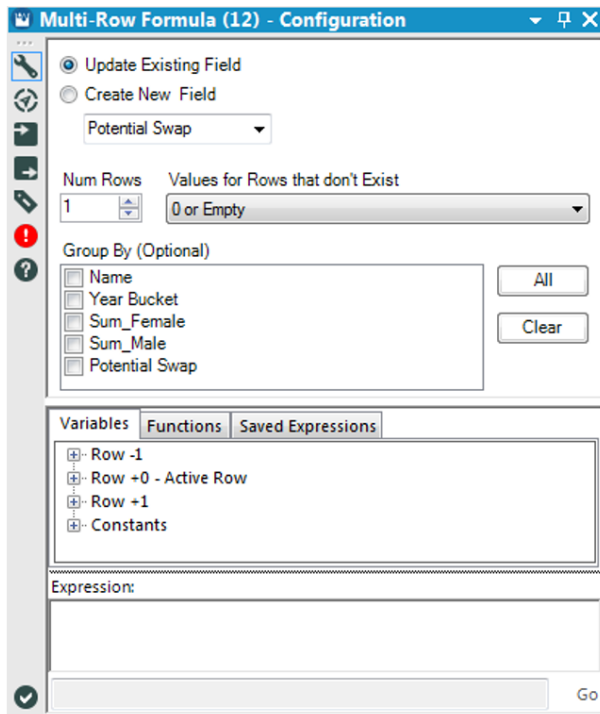 Multi-Row Formula (12) - Configuration
Update Existing Field
Create New  Field
Potential Swap
Num Rows Values for Rows that don't Exist
1 0 or Empty
Group By (Optional)
Name
Year Bucket
Sum_Female
Sum_Male
Potential Swap
All
Clear
Variables Functions Saved Expressions
Row -1
Row +0 - Active Row
Row +1
Constants
Expression:
Go